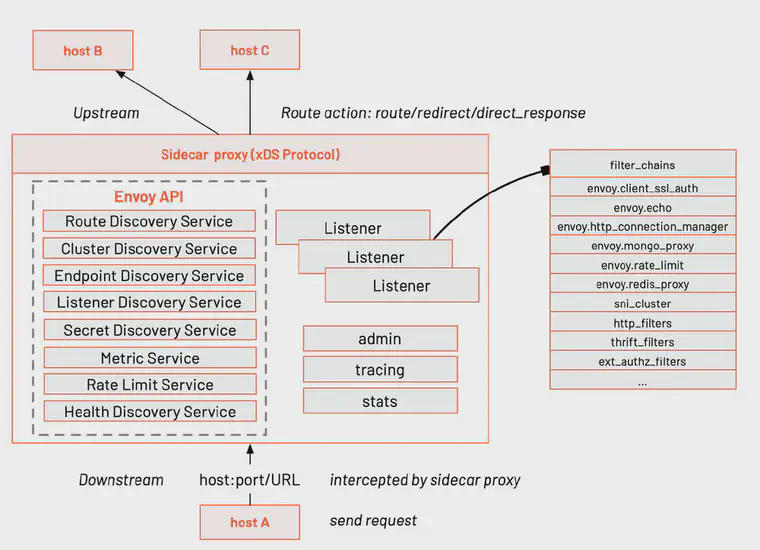 host B
host C
Upstream
Route action: route/redirect/direct_response
Sidecar proxy (xDS Protocol)
Envoy API
Route Discovery Service
Cluster Discovery Service
Endpoint Discovery Service
Listener Discovery Service
Secret Discovery Service
Metric Service
Rate Limit Service
Health Discovery Service
Listener
Listener
Listener
admin
tracing
stats
filter_chains
envoy.client_ssl_auth
envoy.echo
envoy.http_connection_manager
envoy.mongo_proxy
envoy.rate_limit
envoy.redis_proxy
sni_cluster
http_filters
thrift_filters
ext_authz_filters
...
Downstream
host:port/URL
intercepted by sidecar proxy
host A
send request